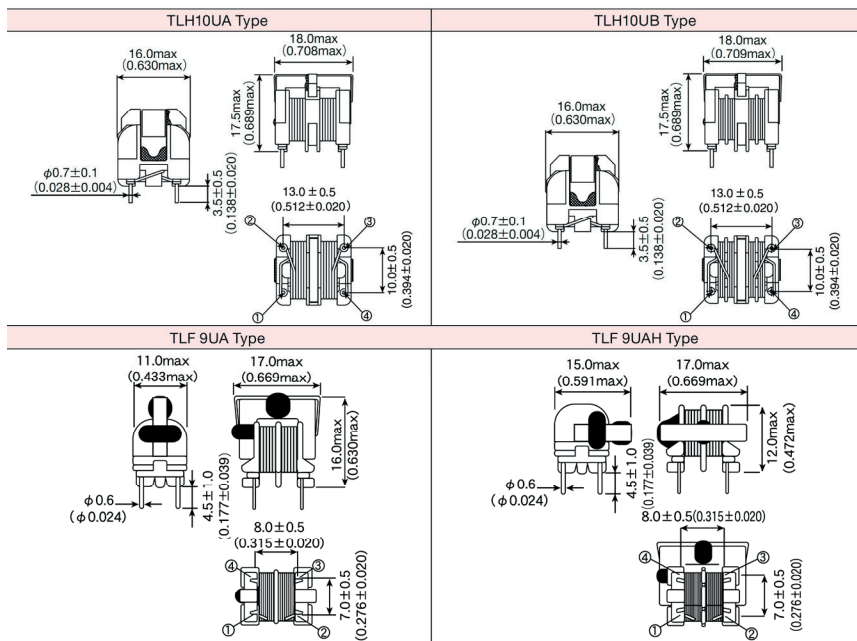 TLH10UA Type
TLH10UB Type
18.0max
(0.708max)
16.0max
(0.630max)
17.5max
(0.689max)
φ0.7±0.1
(0.028±0.004)
3.5±0.5
(0.138±0.020)
13.0±0.5
(0.512±0.020)
②
③
10.0±0.5
(0.394±0.020)
①
④
18.0max
(0.709max)
16.0max
(0.630max)
17.5max
(0.689max)
φ0.7±0.1
(0.028±0.004)
3.5±0.5
(0.138±0.020)
13.0±0.5
(0.512±0.020)
②
③
10.0±0.5
(0.394±0.020)
①
④
TLF 9UA Type
TLF 9UAH Type
11.0max
(0.433max)
17.0max
(0.669max)
16.0max
(0.630max)
4.5±1.0
(0.177±0.039)
φ0.6
(φ0.024)
8.0±0.5
(0.315±0.020)
④
③
7.0±0.5
(0.276±0.020)
①
②
15.0max
(0.591max)
17.0max
(0.669max)
12.0max
(0.472max)
4.5±1.0
(0.177±0.039)
φ0.6
(φ0.024)
8.0±0.5(0.315±0.020)
④
③
7.0±0.5
(0.276±0.020)
①
②